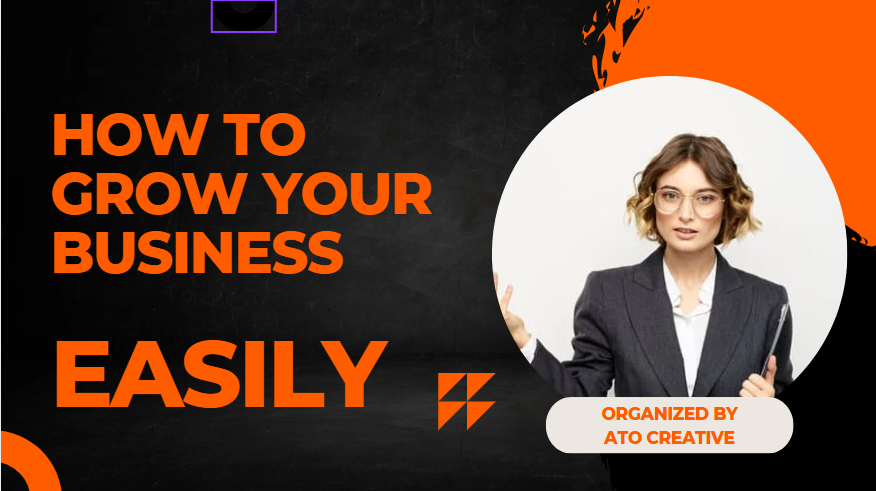 HOW TO
GROW YOUR
BUSINESS
EASILY
ORGANIZED BY
ATO CREATIVE